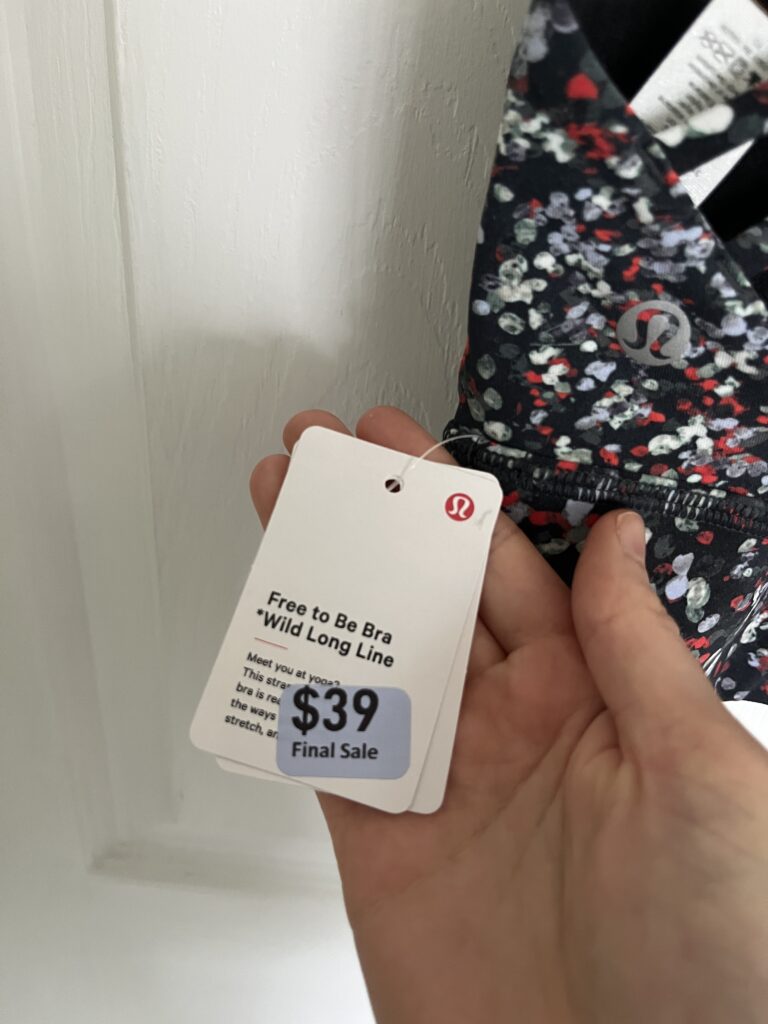 Free to Be Bra
*Wild Long Line
Meet you at yoga?
This
bra is
the ways
stretch,
$39
Final Sale